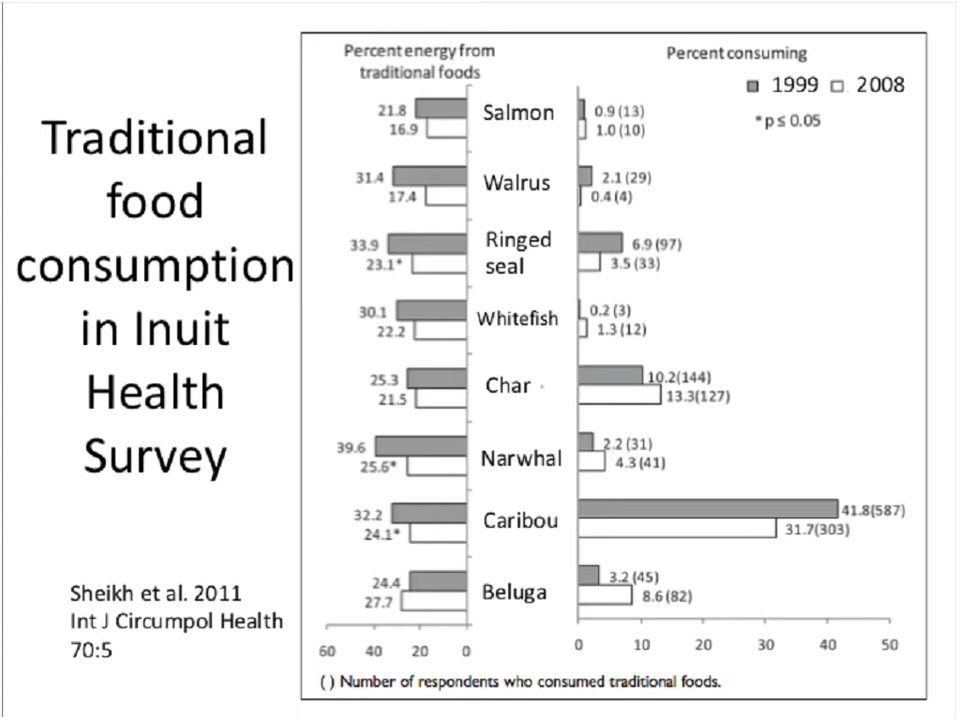 Traditional
food
consumption
in Inuit
Health
Survey
Sheikh et al. 2011
Int J Circumpol Health
70:5
Percent energy from
traditional foods
Percent consuming
1999 2008
*p ≤ 0.05
21.8 Salmon 0.9 (13)
16.9 1.0 (10)
31.4 Walrus 2.1 (29)
17.4 0.4 (4)
33.9 Ringed 6.9 (97)
23.1* seal 3.5 (33)
30.1 Whitefish 0.2 (3)
22.2 1.3 (12)
25.3 Char 10.2(144)
21.5 13.3(127)
39.6 Narwhal 2.2 (31)
25.6* 4.3 (41)
32.2 Caribou 41.8(587)
24.1* 31.7(303)
24.4 Beluga 3.2 (45)
27.7 8.6 (82)
60 40 20 0 0 10 20 30 40 50
( ) Number of respondents who consumed traditional foods.